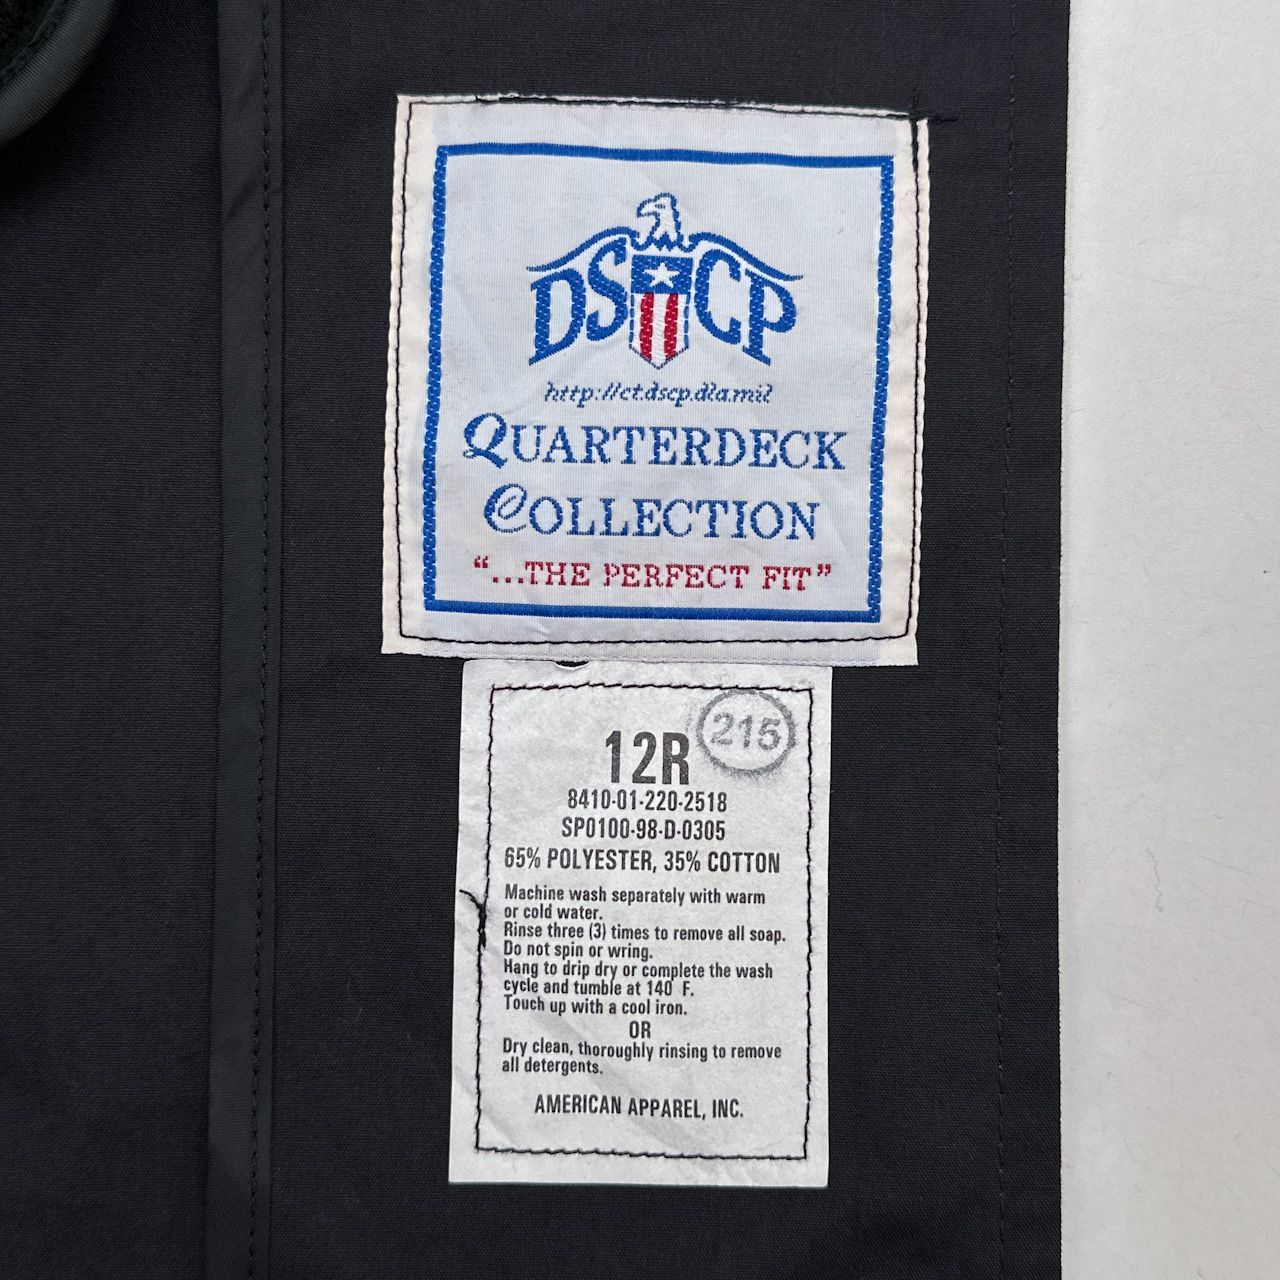 DSCP
http://ct.dscp.dla.mil
QUARTERDECK
COLLECTION
"...THE PERFECT FIT"
215
12R
8410-01-220-2518
SP0100-98-D-0305
65% POLYESTER, 35% COTTON
Machine wash separately with warm
or cold water.
Rinse three (3) times to remove all soap.
Do not spin or wring.
Hang to drip dry or complete the wash
cycle and tumble at 140 F.
Touch up with a cool iron.
OR
Dry clean, thoroughly rinsing to remove
all detergents.
AMERICAN APPAREL, INC.